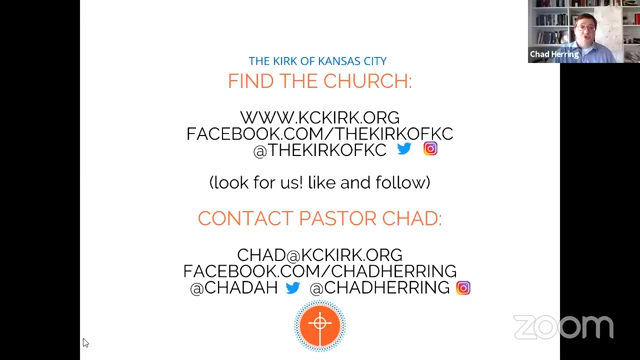 THE KIRK OF KANSAS CITY
FIND THE CHURCH:
WWW.KCKIRK.ORG
FACEBOOK.COM/THEKIRKOFKC
@THEKIRKOFKC
(look for us! like and follow)
CONTACT PASTOR CHAD:
CHAD@KCKIRK.ORG
FACEBOOK.COM/CHADHERRING
@CHADAH @CHADHERRING
Chad Herring
zoom